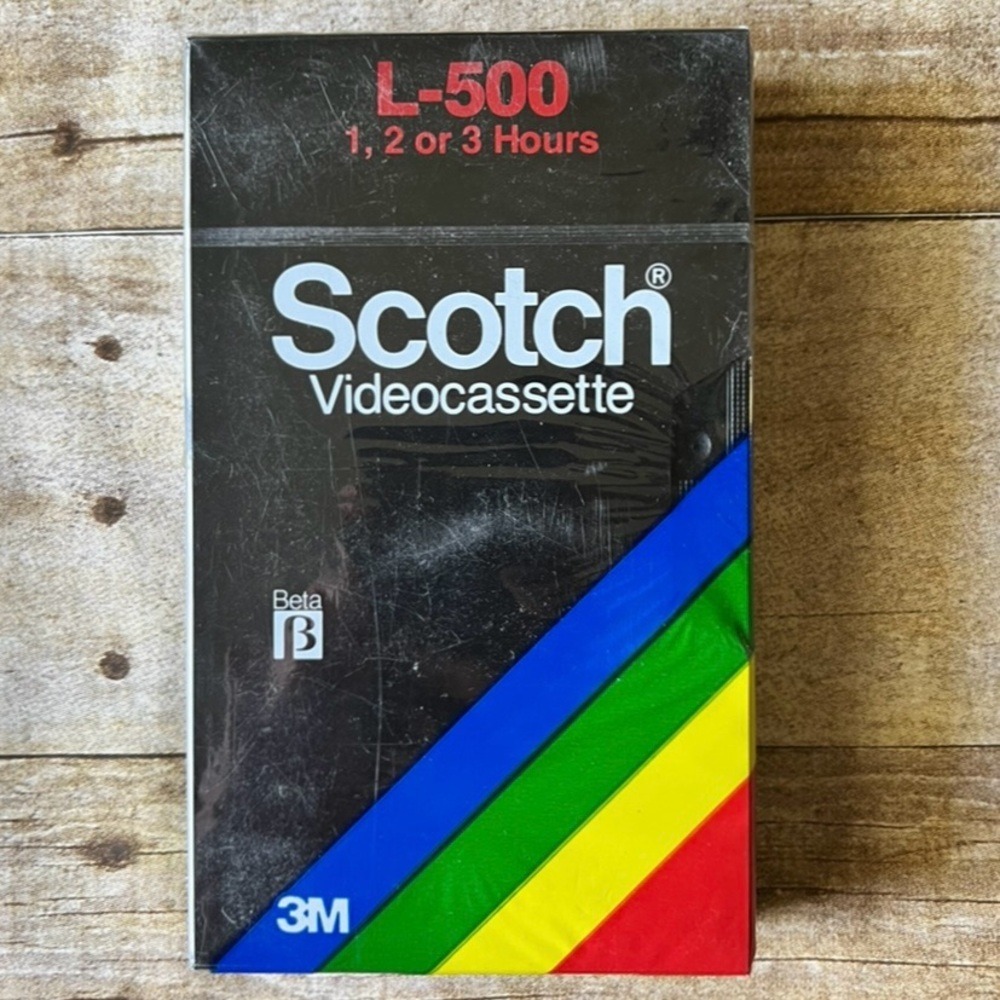 L-500
1, 2 or 3 Hours
Scotch®
Videocassette
Beta
β
3M